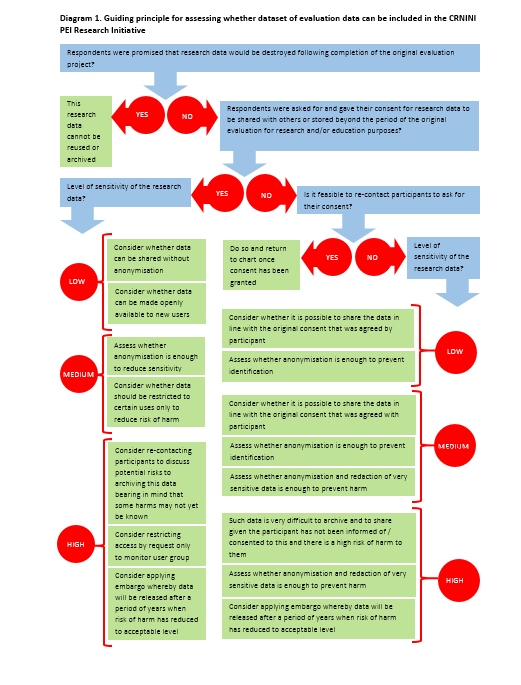 Diagram 1. Guiding principle for assessing whether dataset of evaluation data can be included in the CRNINI
PEI Research Initiative
Respondents were promised that research data would be destroyed following completion of the original evaluation
project?
This
research
data
cannot be
reused or
archived
YES
NO
Respondents were asked for and gave their consent for research data to
be shared with others or stored beyond the period of the original
evaluation for research and/or education purposes?
Level of sensitivity of the research
data?
YES
NO
Is it feasible to re-contact participants to ask for
their consent?
Do so and return
to chart once
consent has been
granted
YES
NO
Level of
sensitivity of the
research data?
LOW
Consider whether data
can be shared without
anonymisation
Consider whether data
can be made openly
available to new users
MEDIUM
Assess whether
anonymisation is enough
to reduce sensitivity
Consider whether data
should be restricted to
certain uses only to
reduce risk of harm
HIGH
Consider re-contacting
participants to discuss
potential risks to
archiving this data
bearing in mind that
some harms may not yet
be known
Consider restricting
access by request only
to monitor user group
Consider applying
embargo whereby data
will be released after a
period of years when
risk of harm has reduced
to acceptable level
Consider whether it is possible to share the data in
line with the original consent that was agreed by
participant
Assess whether anonymisation is enough to prevent
identification
LOW
Consider whether it is possible to share the data in
line with the original consent that was agreed with
participant
Assess whether anonymisation is enough to prevent
identification
Assess whether anonymisation and redaction of very
sensitive data is enough to prevent harm
MEDIUM
Such data is very difficult to archive and to share
given the participant has not been informed of /
consented to this and there is a high risk of harm to
them
Assess whether anonymisation and redaction of very
sensitive data is enough to prevent harm
Consider applying embargo whereby data will be
released after a period of years when risk of harm
has reduced to acceptable level
HIGH